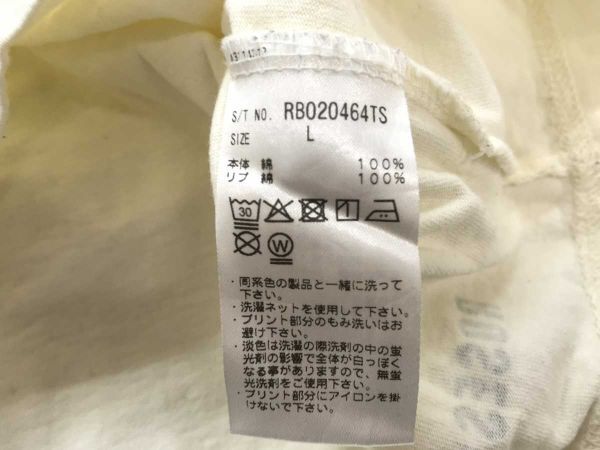 S/T NO. RB020464TS
SIZE L
本体 綿 100%
リブ 綿 100%
30
W
・同系色の製品と一緒に洗って
下さい。
・洗濯ネットを使用して下さい。
・プリント部分のもみ洗いはお
避け下さい。
・淡色は洗濯の際洗剤の中の蛍
光剤の影響で全体が白っぽく
なる事がありますので、無蛍
光洗剤をご使用下さい。
・プリント部分にアイロンを掛
けないで下さい。